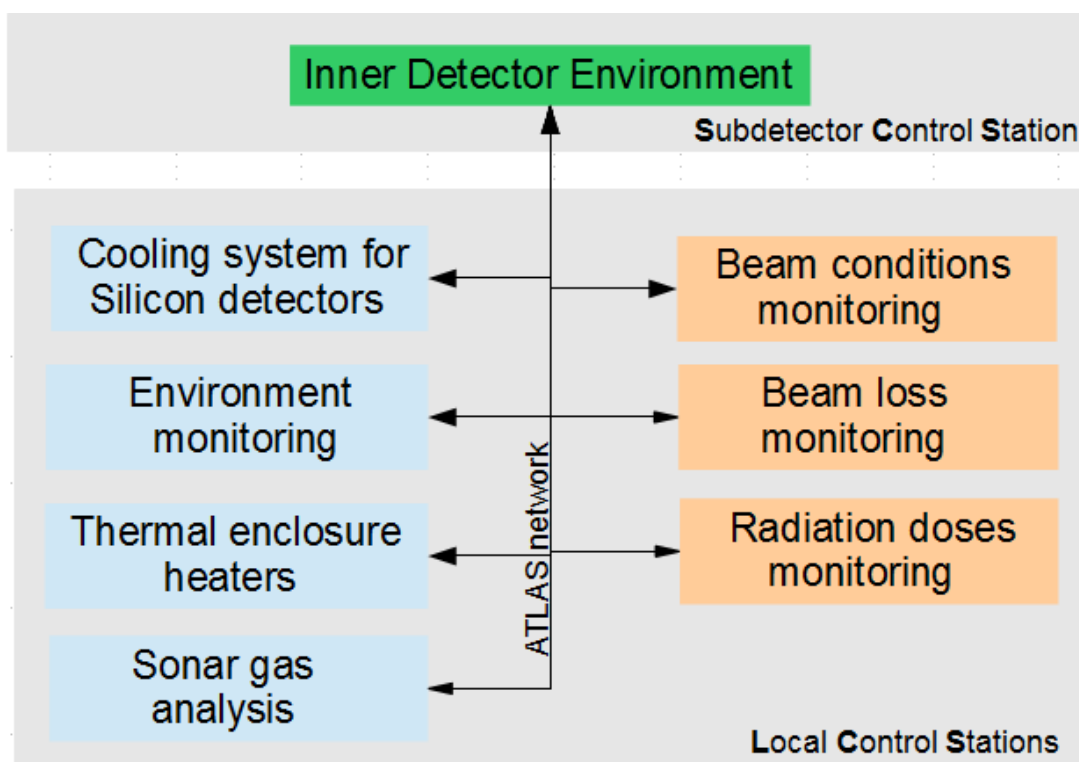 Inner Detector Environment
Subdetector Control Station
Cooling system for
Silicon detectors
Beam conditions
monitoring
Environment
monitoring
Beam loss
monitoring
ATLAS network
Thermal enclosure
heaters
Radiation doses
monitoring
Sonar gas
analysis
Local Control Stations